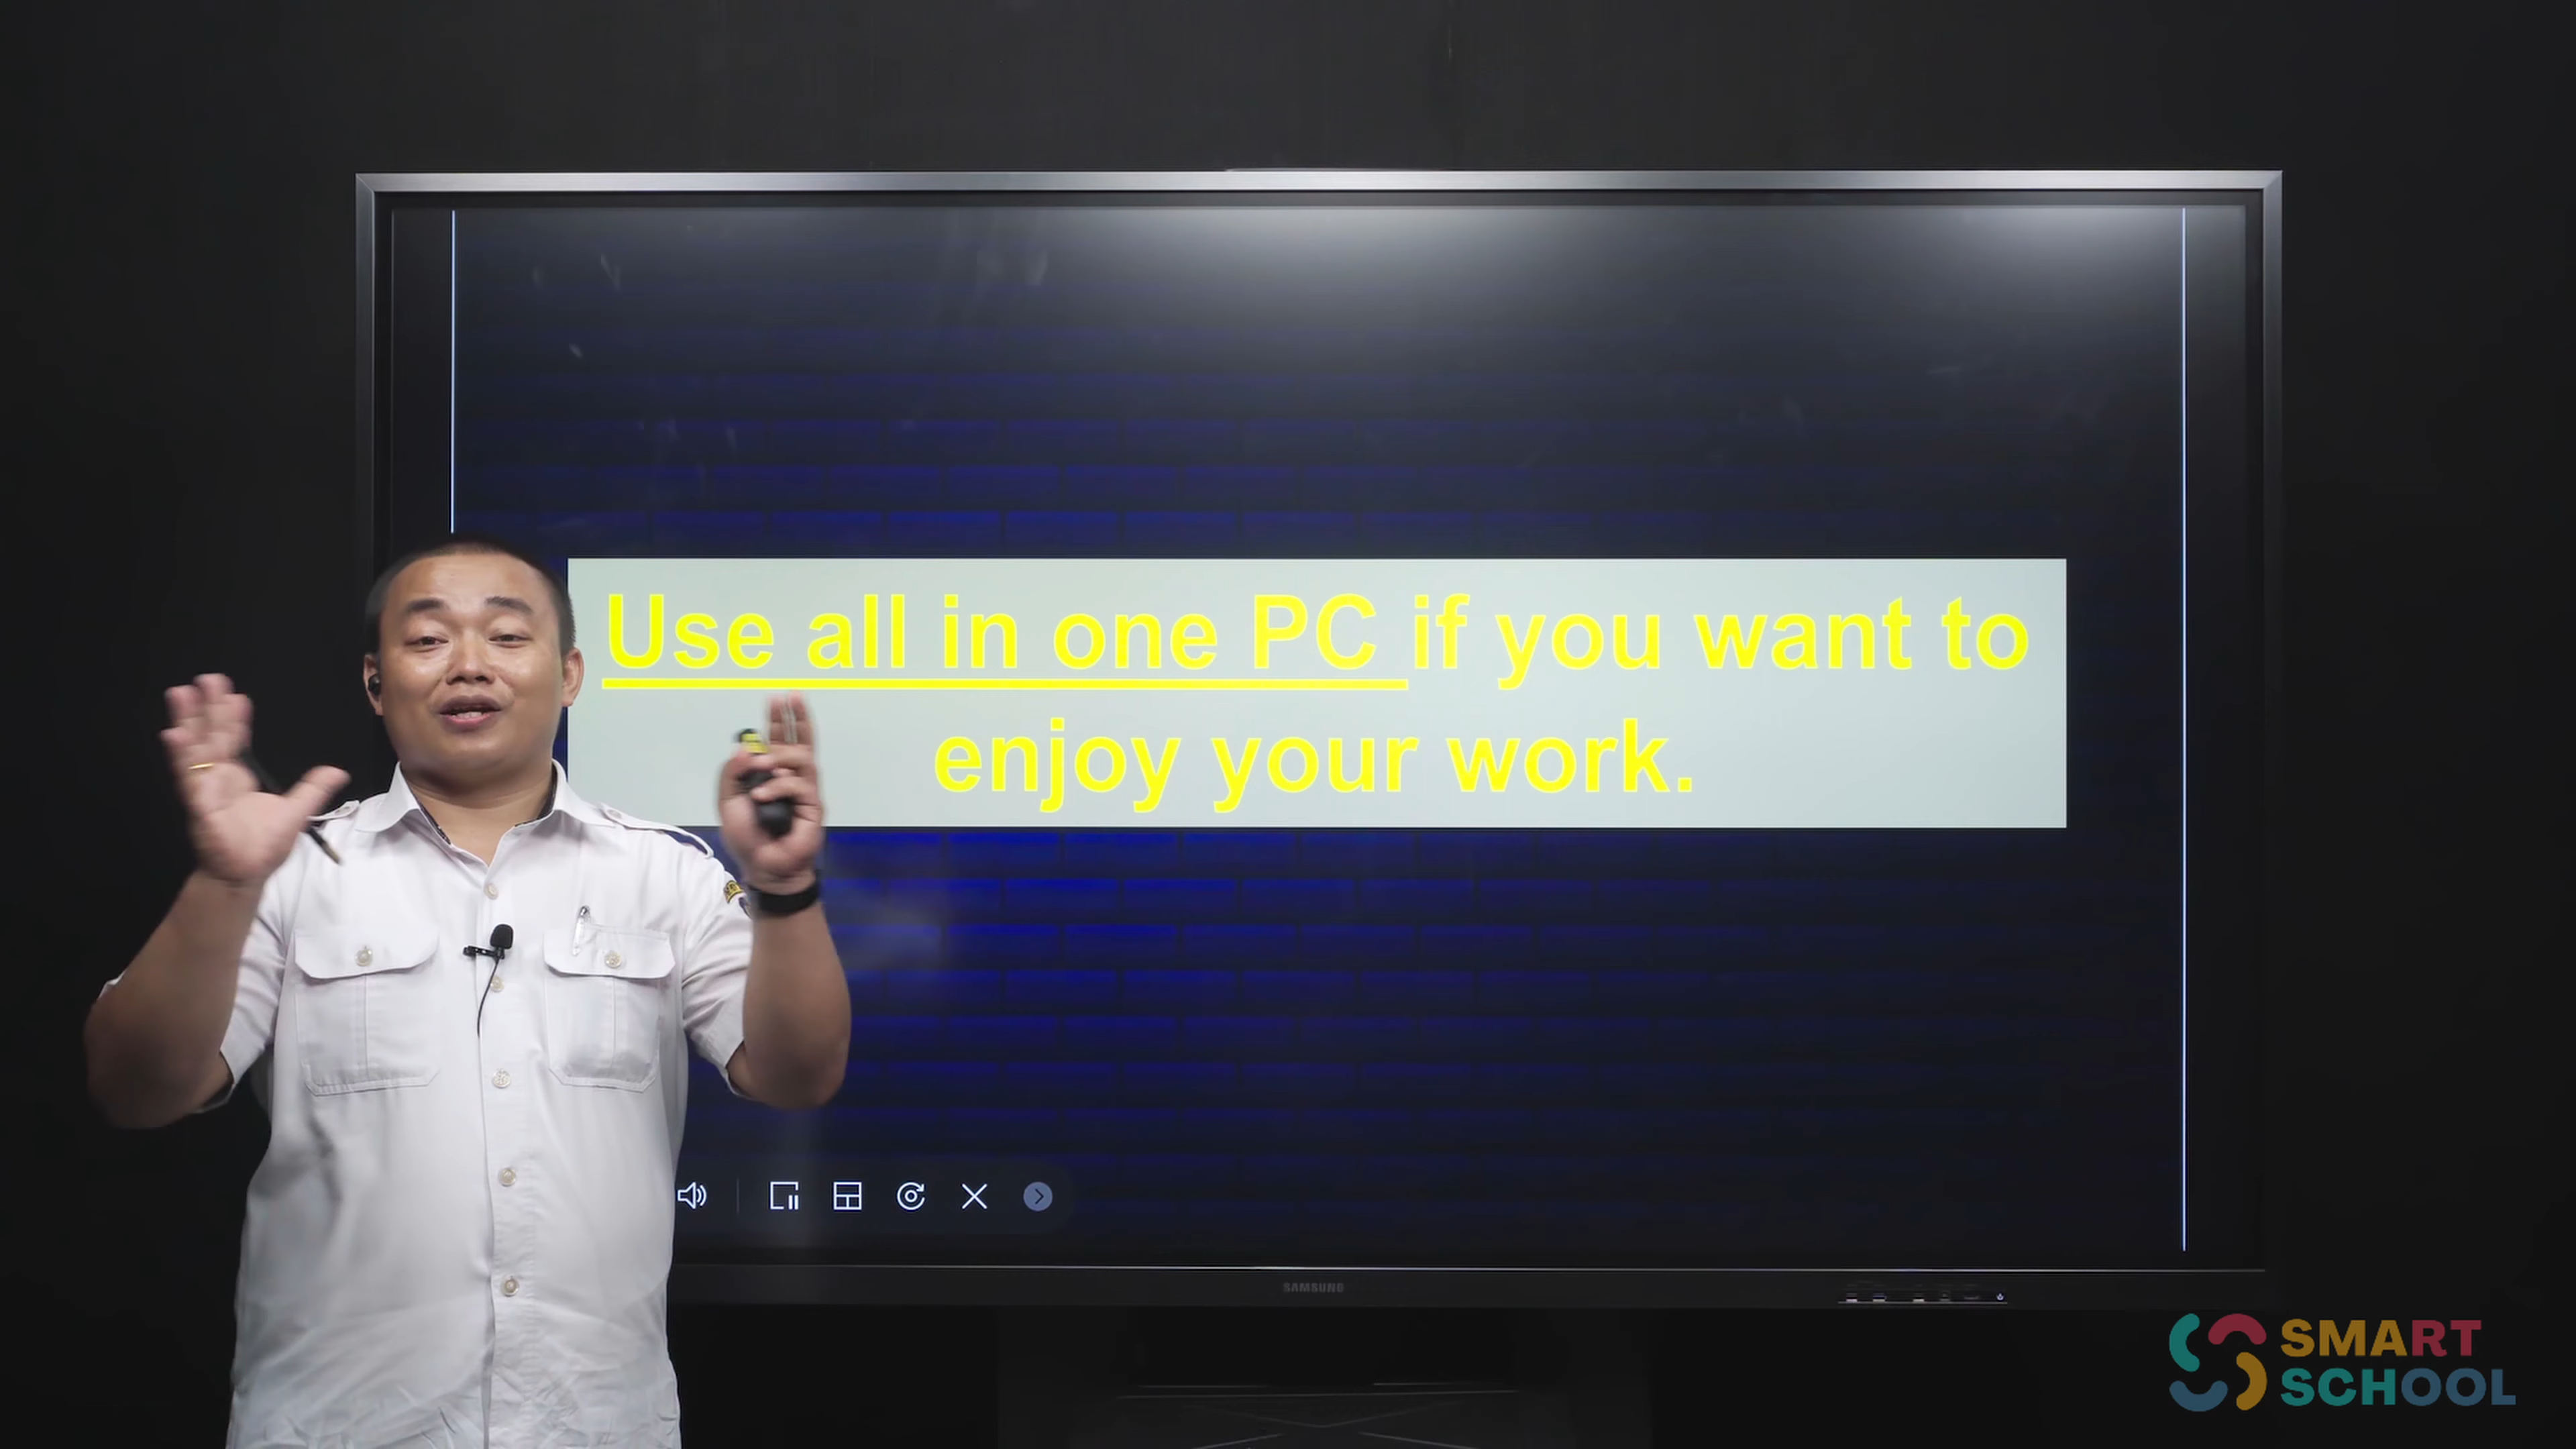 Use all in one PC if you want to
enjoy your work.
SAMSUNG
SMART
SCHOOL